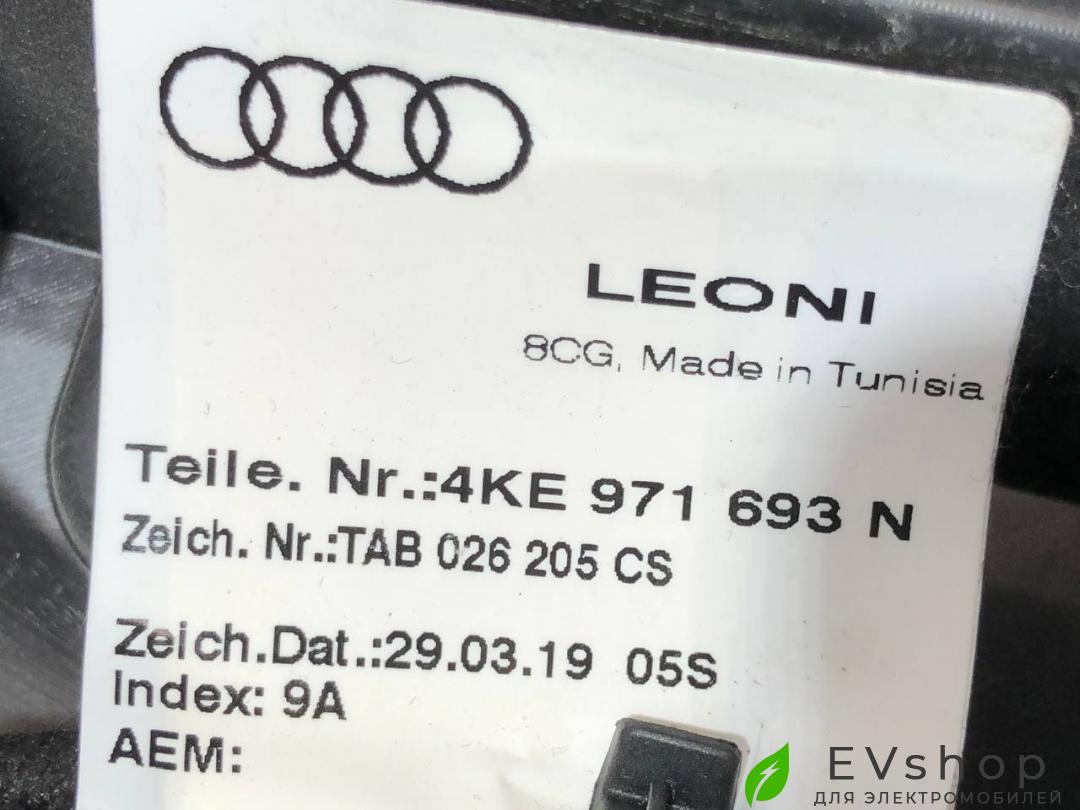 LEONI
8CG, Made in Tunisia
Teile. Nr.:4KE 971 693 N
Zeich. Nr.:TAB 026 205 CS
Zeich.Dat.:29.03.19 05S
Index: 9A
AEM:
EVshop
ДЛЯ ЭЛЕКТРОМОБИЛЕЙ